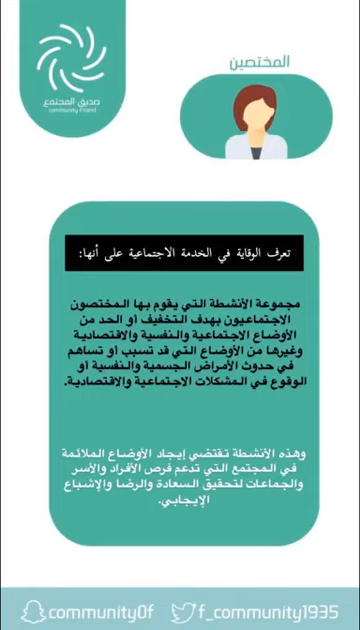 صديق المجتمع
community friend
المختصين
تعرف الوقاية في الخدمة الاجتماعية على أنها:
مجموعة الأنشطة التي يقوم بها المختصون
الاجتماعيون بهدف التخفيف أو الحد من
الأوضاع الاجتماعية والنفسية والاقتصادية
وغيرها من الأوضاع التي قد تسبب أو تساهم
في حدوث الأمراض الجسمية والنفسية أو
الوقوع في المشكلات الاجتماعية والاقتصادية.
وهذه الأنشطة تقتضي إيجاد الأوضاع الملائمة
في المجتمع التي تدعم فرص الأفراد والأسر
والجماعات لتحقيق السعادة والرضا والإشباع
الإيجابي.
community0f
f_community1935